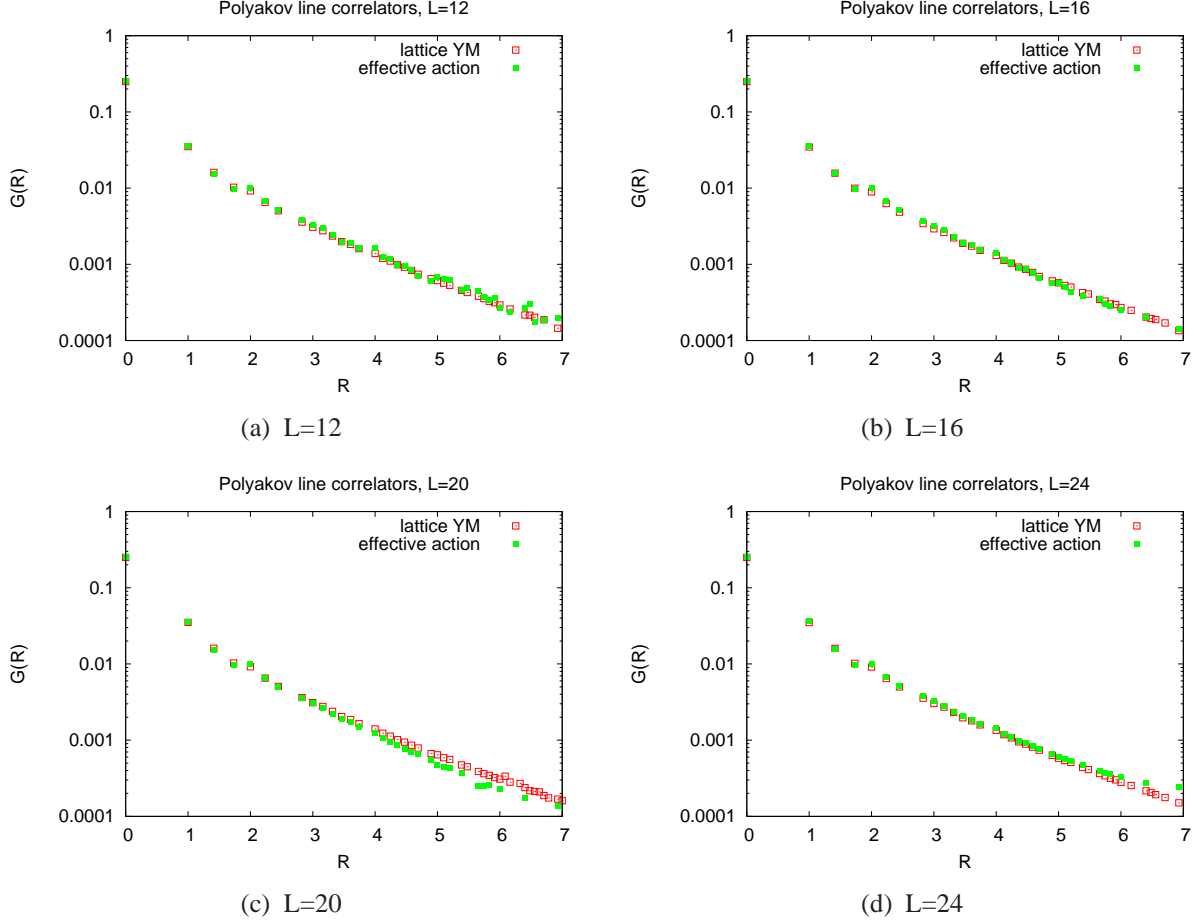 Polyakov line correlators, L=12
lattice YM
effective action
1
0.1
0.01
0.001
0.0001
G(R)
0 1 2 3 4 5 6 7
R
(a) L=12
Polyakov line correlators, L=16
lattice YM
effective action
1
0.1
0.01
0.001
0.0001
G(R)
0 1 2 3 4 5 6 7
R
(b) L=16
Polyakov line correlators, L=20
lattice YM
effective action
1
0.1
0.01
0.001
0.0001
G(R)
0 1 2 3 4 5 6 7
R
(c) L=20
Polyakov line correlators, L=24
lattice YM
effective action
1
0.1
0.01
0.001
0.0001
G(R)
0 1 2 3 4 5 6 7
R
(d) L=24